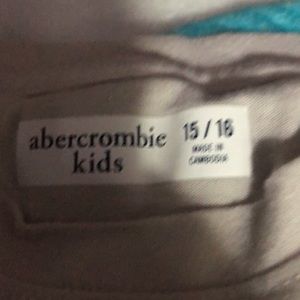 abercrombie
kids
15 / 16
MADE IN
CAMBODIA